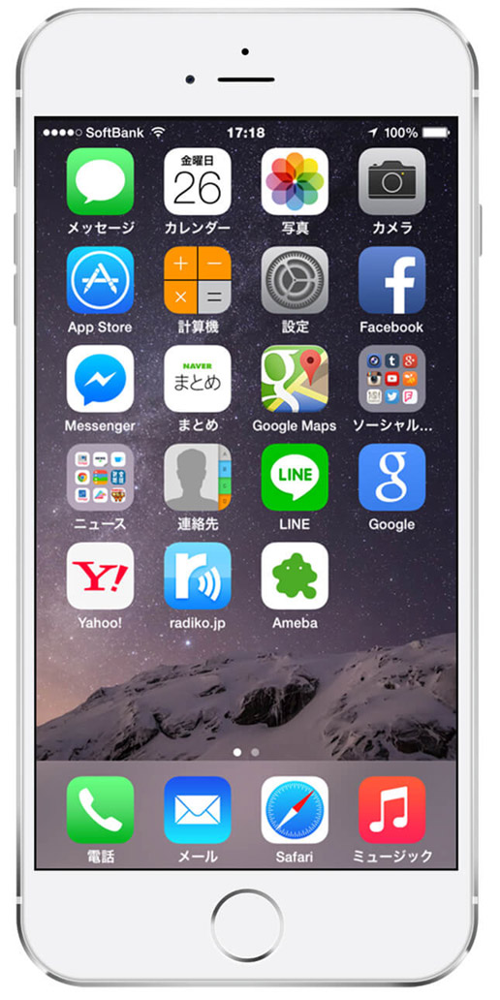 SoftBank 17:18 100%
金曜日
26
メッセージ カレンダー 写真 カメラ
App Store 計算機 設定 Facebook
NAVER
まとめ
Messenger まとめ Google Maps ソーシャル...
LINE
ニュース 連絡先 LINE Google
Y!
Yahoo! radiko.jp Ameba
電話 メール Safari ミュージック